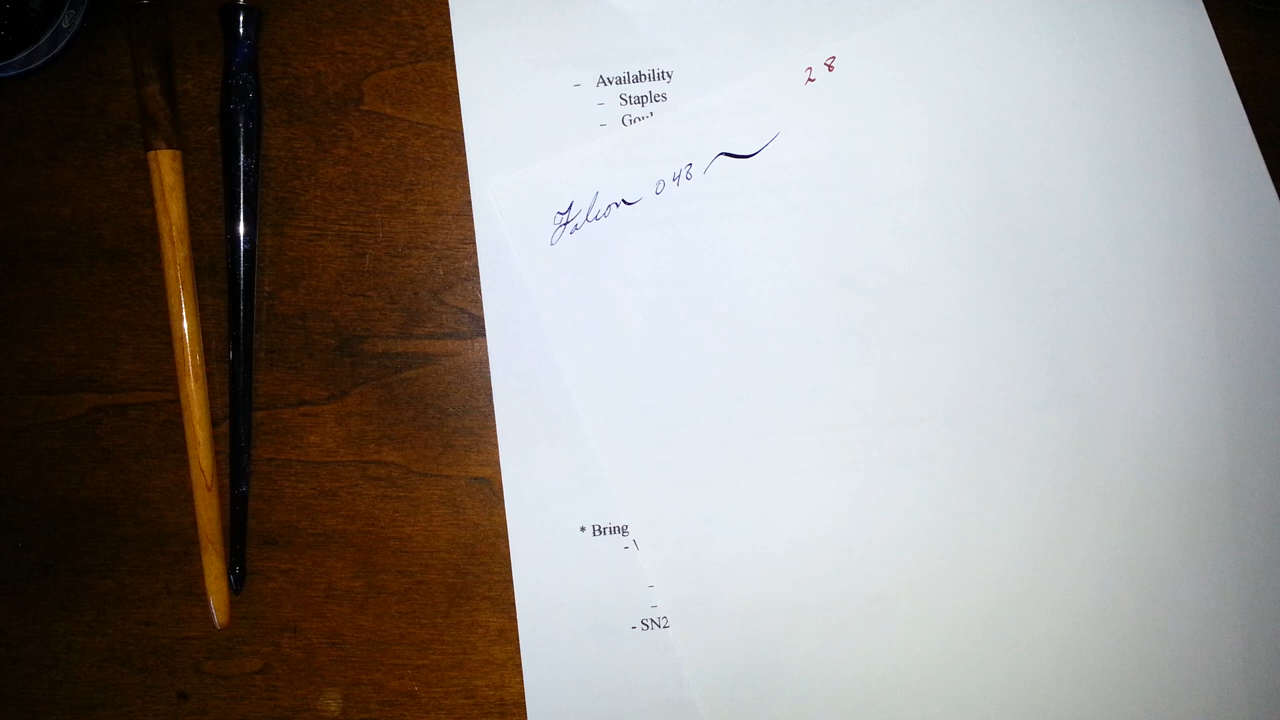 - Availability
28
- Staples
-
Falcon 048
* Bring
-
-
-
- SN2